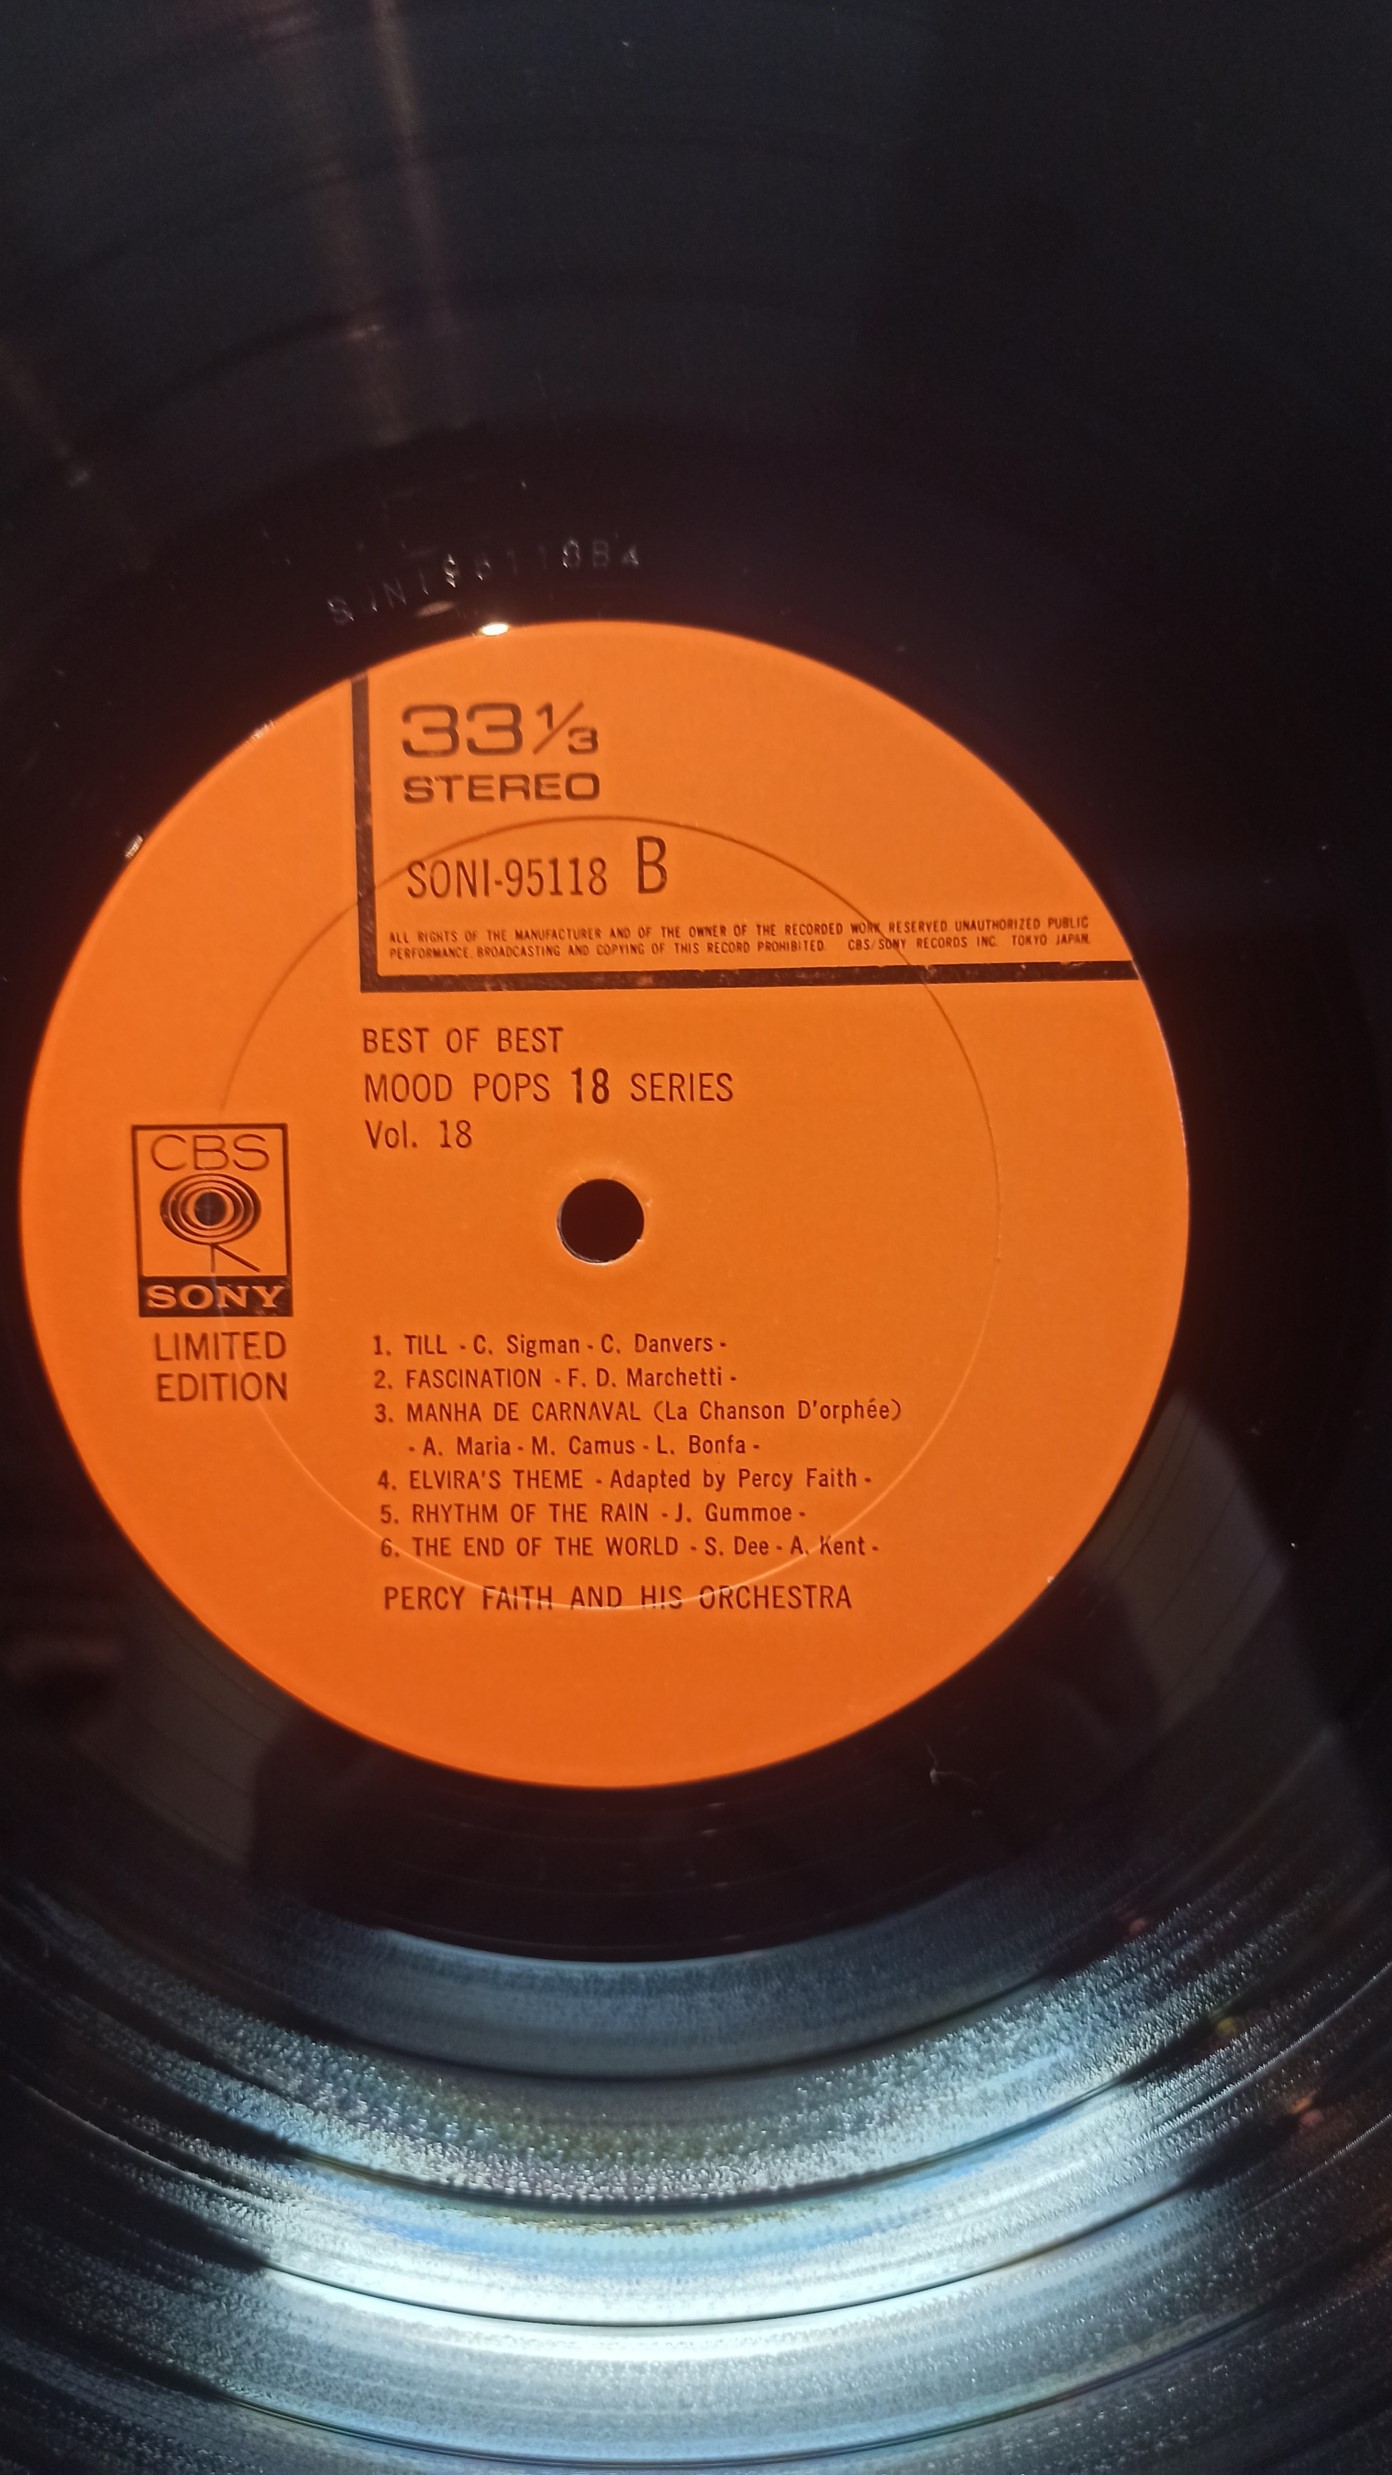 33 1/3
STEREO
SONI-95118 B
ALL RIGHTS OF THE MANUFACTURER AND OF THE OWNER OF THE RECORDED WORK RESERVED UNAUTHORIZED PUBLIC
PERFORMANCE, BROADCASTING AND COPYING OF THIS RECORD PROHIBITED. CBS/SONY RECORDS INC. TOKYO JAPAN.
BEST OF BEST
MOOD POPS 18 SERIES
Vol. 18
CBS
SONY
LIMITED
EDITION
1. TILL - C. Sigman - C. Danvers -
2. FASCINATION - F. D. Marchetti -
3. MANHA DE CARNAVAL (La Chanson D'orphée)
- A. Maria - M. Camus - L. Bonfa -
4. ELVIRA'S THEME - Adapted by Percy Faith -
5. RHYTHM OF THE RAIN - J. Gummoe -
6. THE END OF THE WORLD - S. Dee - A. Kent -
PERCY FAITH AND HIS ORCHESTRA